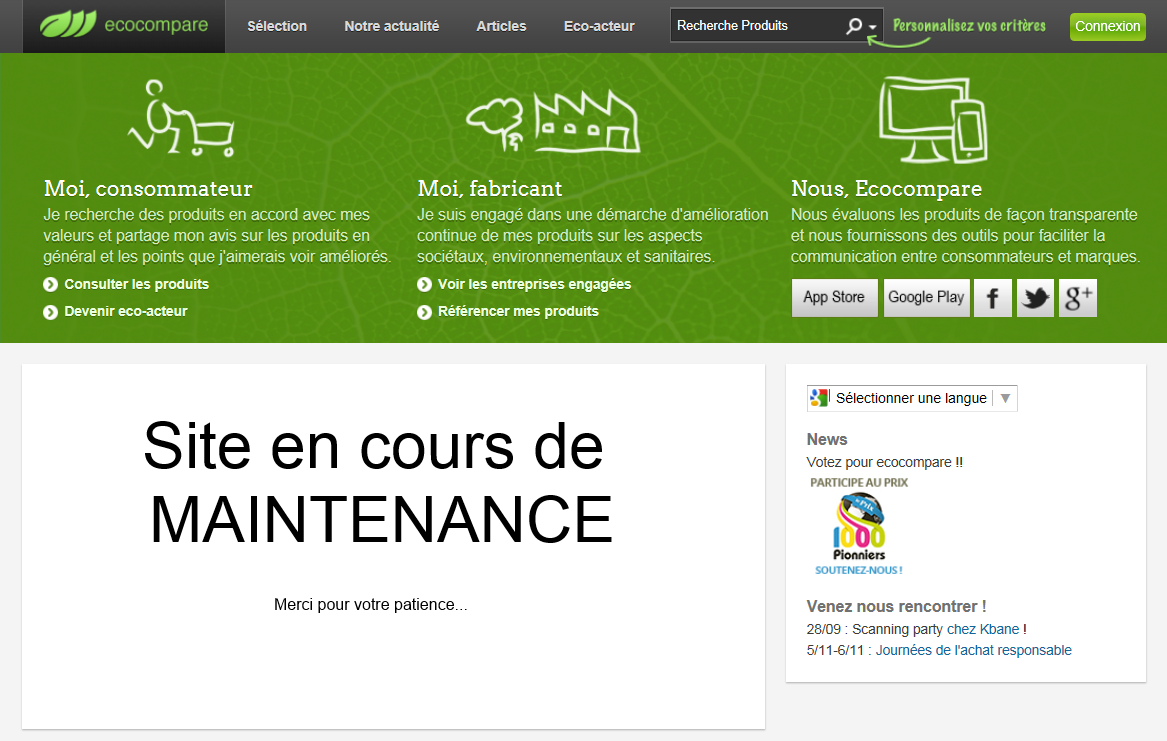 ecocompare
Sélection
Notre actualité
Articles
Eco-acteur
Recherche Produits
Personnalisez vos critères
Connexion
Moi, consommateur
Je recherche des produits en accord avec mes
valeurs et partage mon avis sur les produits en
général et les points que j'aimerais voir améliorés.
Consulter les produits
Devenir eco-acteur
Moi, fabricant
Je suis engagé dans une démarche d'amélioration
continue de mes produits sur les aspects
sociétaux, environnementaux et sanitaires.
Voir les entreprises engagées
Référencer mes produits
Nous, Ecocompare
Nous évaluons les produits de façon transparente
et nous fournissons des outils pour faciliter la
communication entre consommateurs et marques.
App Store
Google Play
f
g+
Site en cours de
MAINTENANCE
Merci pour votre patience...
Sélectionner une langue ▼
News
Votez pour ecocompare !!
PARTICIPE AU PRIX
1000
Pionniers
SOUTENEZ-NOUS !
Venez nous rencontrer !
28/09 : Scanning party chez Kbane !
5/11-6/11 : Journées de l'achat responsable